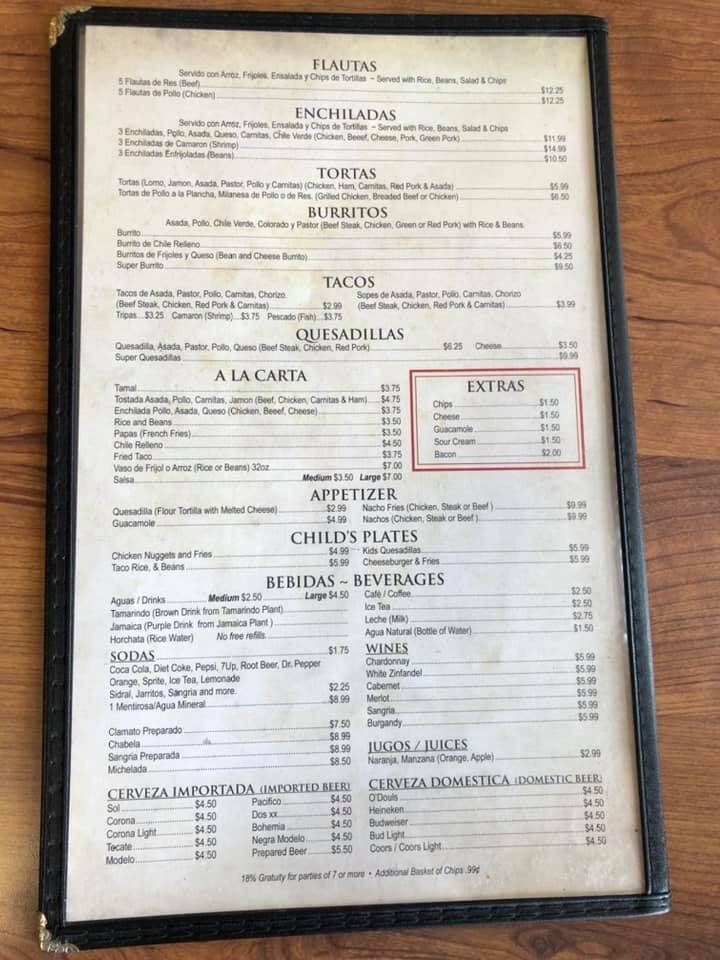 FLAUTAS
Servido con Arroz, Frijoles, Ensalada y Chips de Tortillas ~ Served with Rice, Beans, Salad & Chips
5 Flautas de Res (Beef) $12.25
5 Flautas de Pollo (Chicken) $12.25
ENCHILADAS
Servido con Arroz, Frijoles, Ensalada y Chips de Tortillas ~ Served with Rice, Beans, Salad & Chips
3 Enchiladas, Pollo, Asada, Queso, Carnitas, Chile Verde (Chicken, Beef, Cheese, Pork, Green Pork) $11.99
3 Enchiladas de Camaron (Shrimp) $14.99
3 Enchiladas Enfrijoladas (Beans) $10.50
TORTAS
Tortas (Lomo, Jamon, Asada, Pastor, Pollo y Carnitas) (Chicken, Ham, Carnitas, Red Pork & Asada) $5.99
Tortas de Pollo a la Plancha, Milanesa de Pollo o de Res. (Grilled Chicken, Breaded Beef or Chicken) $6.50
BURRITOS
Asada, Pollo, Chile Verde, Colorado y Pastor (Beef Steak, Chicken, Green or Red Pork) with Rice & Beans.
Burrito $5.99
Burrito de Chile Relleno $6.50
Burritos de Frijoles y Queso (Bean and Cheese Burrito) $4.25
Super Burrito $9.50
TACOS
Tacos de Asada, Pastor, Pollo, Carnitas, Chorizo.
(Beef Steak, Chicken, Red Pork & Carnitas) $2.99
Tripas $3.25 Camaron (Shrimp) $3.75 Pescado (Fish) $3.75
Sopes de Asada, Pastor, Pollo, Carnitas, Chorizo
(Beef Steak, Chicken, Red Pork & Carnitas) $3.99
QUESADILLAS
Quesadilla, Asada, Pastor, Pollo, Queso (Beef Steak, Chicken, Red Pork) $6.25 Cheese $3.50
Super Quesadillas $9.99
A LA CARTA
Tamal $3.75
Tostada Asada, Pollo, Carnitas, Jamon (Beef, Chicken, Carnitas & Ham) $4.75
Enchilada Pollo, Asada, Queso (Chicken, Beeef, Cheese) $3.75
Rice and Beans $3.50
Papas (French Fries) $3.50
Chile Relleno $4.50
Fried Taco $3.75
Vaso de Frijol o Arroz (Rice or Beans) 32oz. $7.00
Salsa Medium $3.50 Large $7.00
EXTRAS
Chips $1.50
Cheese $1.50
Guacamole $1.50
Sour Cream $1.50
Bacon $2.00
APPETIZER
Quesadilla (Flour Tortilla with Melted Cheese) $2.99
Guacamole $4.99
Nacho Fries (Chicken, Steak or Beef ) $9.99
Nachos (Chicken, Steak or Beef ) $9.99
CHILD'S PLATES
Chicken Nuggets and Fries $4.99
Taco Rice, & Beans $5.99
Kids Quesadillas $5.99
Cheeseburger & Fries $5.99
BEBIDAS ~ BEVERAGES
Aguas / Drinks Medium $2.50 Large $4.50
Tamarindo (Brown Drink from Tamarindo Plant)
Jamaica (Purple Drink from Jamaica Plant )
Horchata (Rice Water) No free refills
Café / Coffee $2.50
Ice Tea $2.50
Leche (Milk) $2.75
Agua Natural (Bottle of Water) $1.50
SODAS $1.75
Coca Cola, Diet Coke, Pepsi, 7Up, Root Beer, Dr. Pepper
Orange, Sprite, Ice Tea, Lemonade
Sidral, Jarritos, Sangria and more. $2.25
1 Mentirosa/Agua Mineral $8.99
Clamato Preparado $7.50
Chabela $8.99
Sangria Preparada $8.99
Michelada $8.50
WINES
Chardonnay $5.99
White Zinfandel $5.99
Cabernet $5.99
Merlot $5.99
Sangria $5.99
Burgandy $5.99
JUGOS / JUICES
Naranja, Manzana (Orange, Apple) $2.99
CERVEZA IMPORTADA (IMPORTED BEER)
Sol $4.50
Corona $4.50
Corona Light $4.50
Tecate $4.50
Modelo $4.50
Pacifico $4.50
Dos xx $4.50
Bohemia $4.50
Negra Modelo $4.50
Prepared Beer $5.50
CERVEZA DOMESTICA (DOMESTIC BEER)
O'Douls $4.50
Heineken $4.50
Budweiser $4.50
Bud Light $4.50
Coors / Coors Light $4.50
18% Gratuity for parties of 7 or more • Additional Basket of Chips .99¢